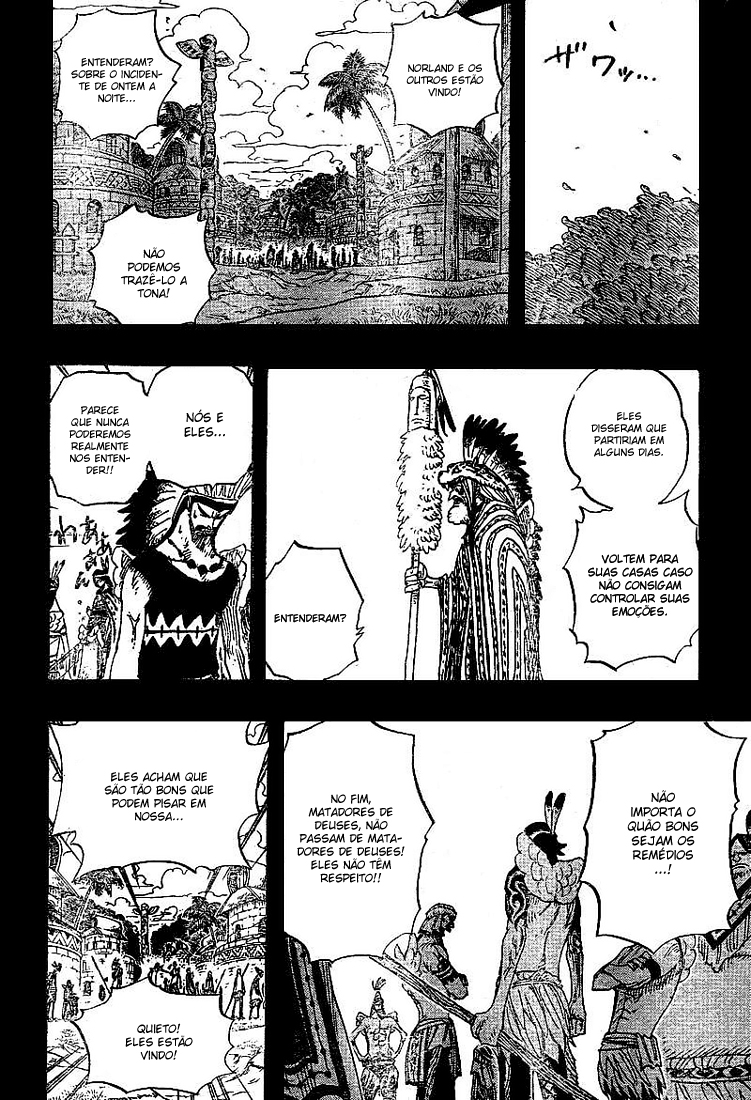 ザワッ...
NORLAND E OS
OUTROS ESTÃO
VINDO!
ENTENDERAM?
SOBRE O INCIDEN-
TE DE ONTEM A
NOITE...
NÃO
PODEMOS
TRAZÊ-LO A
TONA!
ELES
DISSERAM QUE
PARTIRIAM EM
ALGUNS DIAS.
VOLTEM PARA
SUAS CASAS CASO
NÃO CONSIGAM
CONTROLAR SUAS
EMOÇÕES.
ENTENDERAM?
NÓS E
ELES...
PARECE
QUE NUNCA
PODEREMOS
REALMENTE
NOS ENTEN-
DER!!
NÃO
IMPORTA O
QUÃO BONS
SEJAM OS
REMÉDIOS
...!
NO FIM,
MATADORES DE
DEUSES, NÃO
PASSAM DE MATA-
DORES DE DEUSES!
ELES NÃO TÊM
RESPEITO!!
ELES ACHAM QUE
SÃO TÃO BONS QUE
PODEM PISAR EM
NOSSA...
QUIETO!
ELES ESTÃO
VINDO!